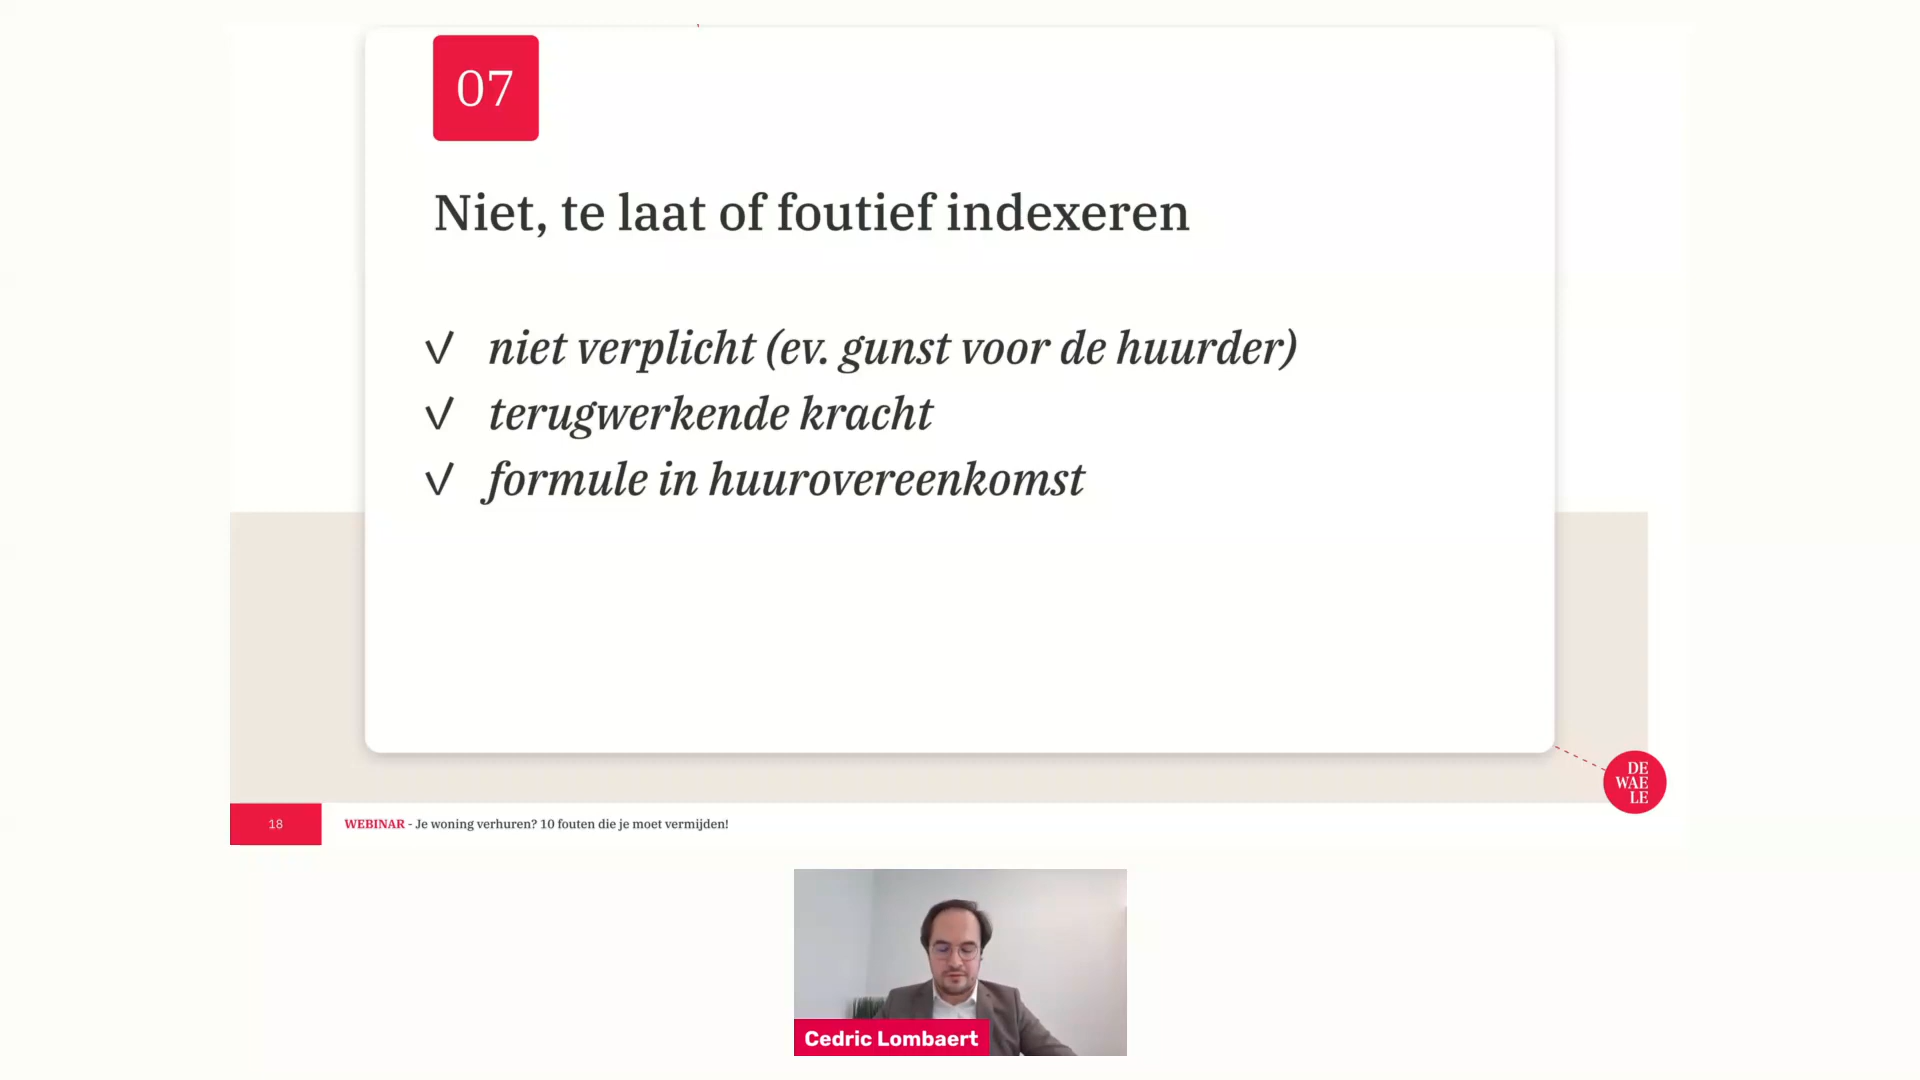 07
Niet, te laat of foutief indexeren
√ niet verplicht (ev. gunst voor de huurder)
√ terugwerkende kracht
√ formule in huurovereenkomst
DE
WAE
LE
18
WEBINAR - Je woning verhuren? 10 fouten die je moet vermijden!
Cedric Lombaert